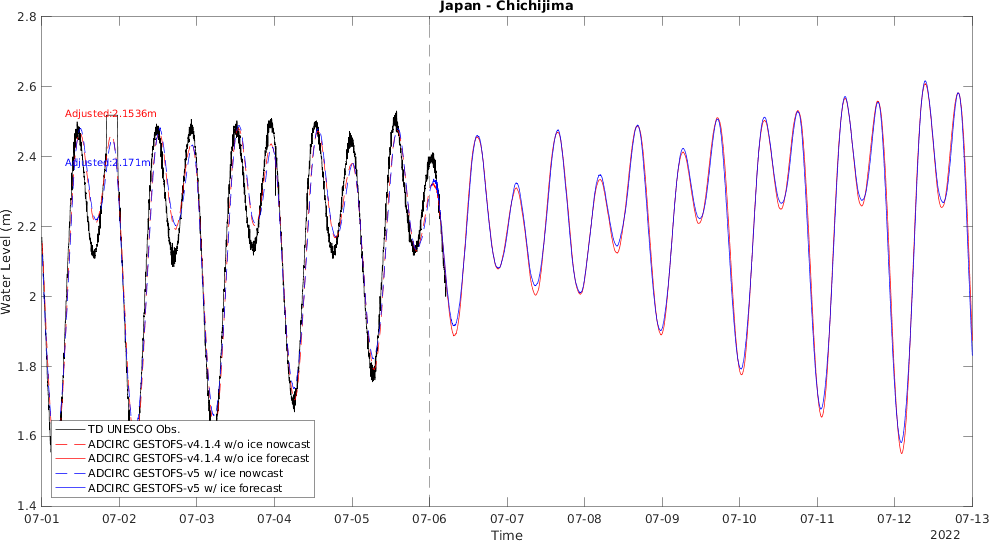 Japan - Chichijima
2.8
2.6
2.4
2.2
2
1.8
1.6
1.4
Water Level (m)
Adjusted:2.1536m
Adjusted:2.171m
TD UNESCO Obs.
ADCIRC GESTOFS-v4.1.4 w/o ice nowcast
ADCIRC GESTOFS-v4.1.4 w/o ice forecast
ADCIRC GESTOFS-v5 w/ ice nowcast
ADCIRC GESTOFS-v5 w/ ice forecast
07-01 07-02 07-03 07-04 07-05 07-06 07-07 07-08 07-09 07-10 07-11 07-12 07-13
Time
2022